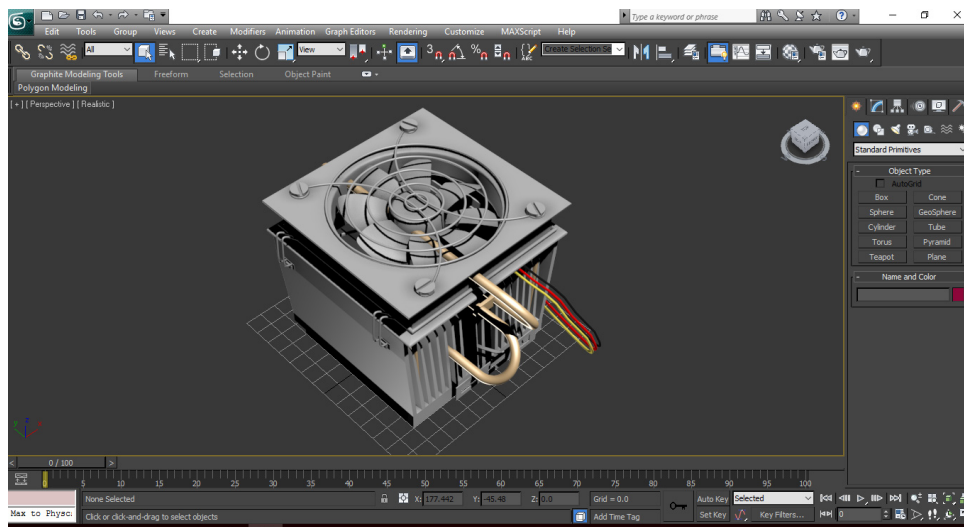 Type a keyword or phrase
Edit Tools Group Views Create Modifiers Animation Graph Editors Rendering Customize MAXScript Help
All View Create Selection Se
Graphite Modeling Tools Freeform Selection Object Paint
Polygon Modeling
[ + ] [ Perspective ] [ Realistic ]
Standard Primitives
- Object Type
AutoGrid
Box Cone
Sphere GeoSphere
Cylinder Tube
Torus Pyramid
Teapot Plane
- Name and Color
< 0 / 100 >
0 5 10 15 20 25 30 35 40 45 50 55 60 65 70 75 80 85 90 95 100
None Selected X: 177.442 Y: -45.48 Z: 0.0 Grid = 0.0 Auto Key Selected
Max to Physc: Click or click-and-drag to select objects Add Time Tag Set Key Key Filters... 0